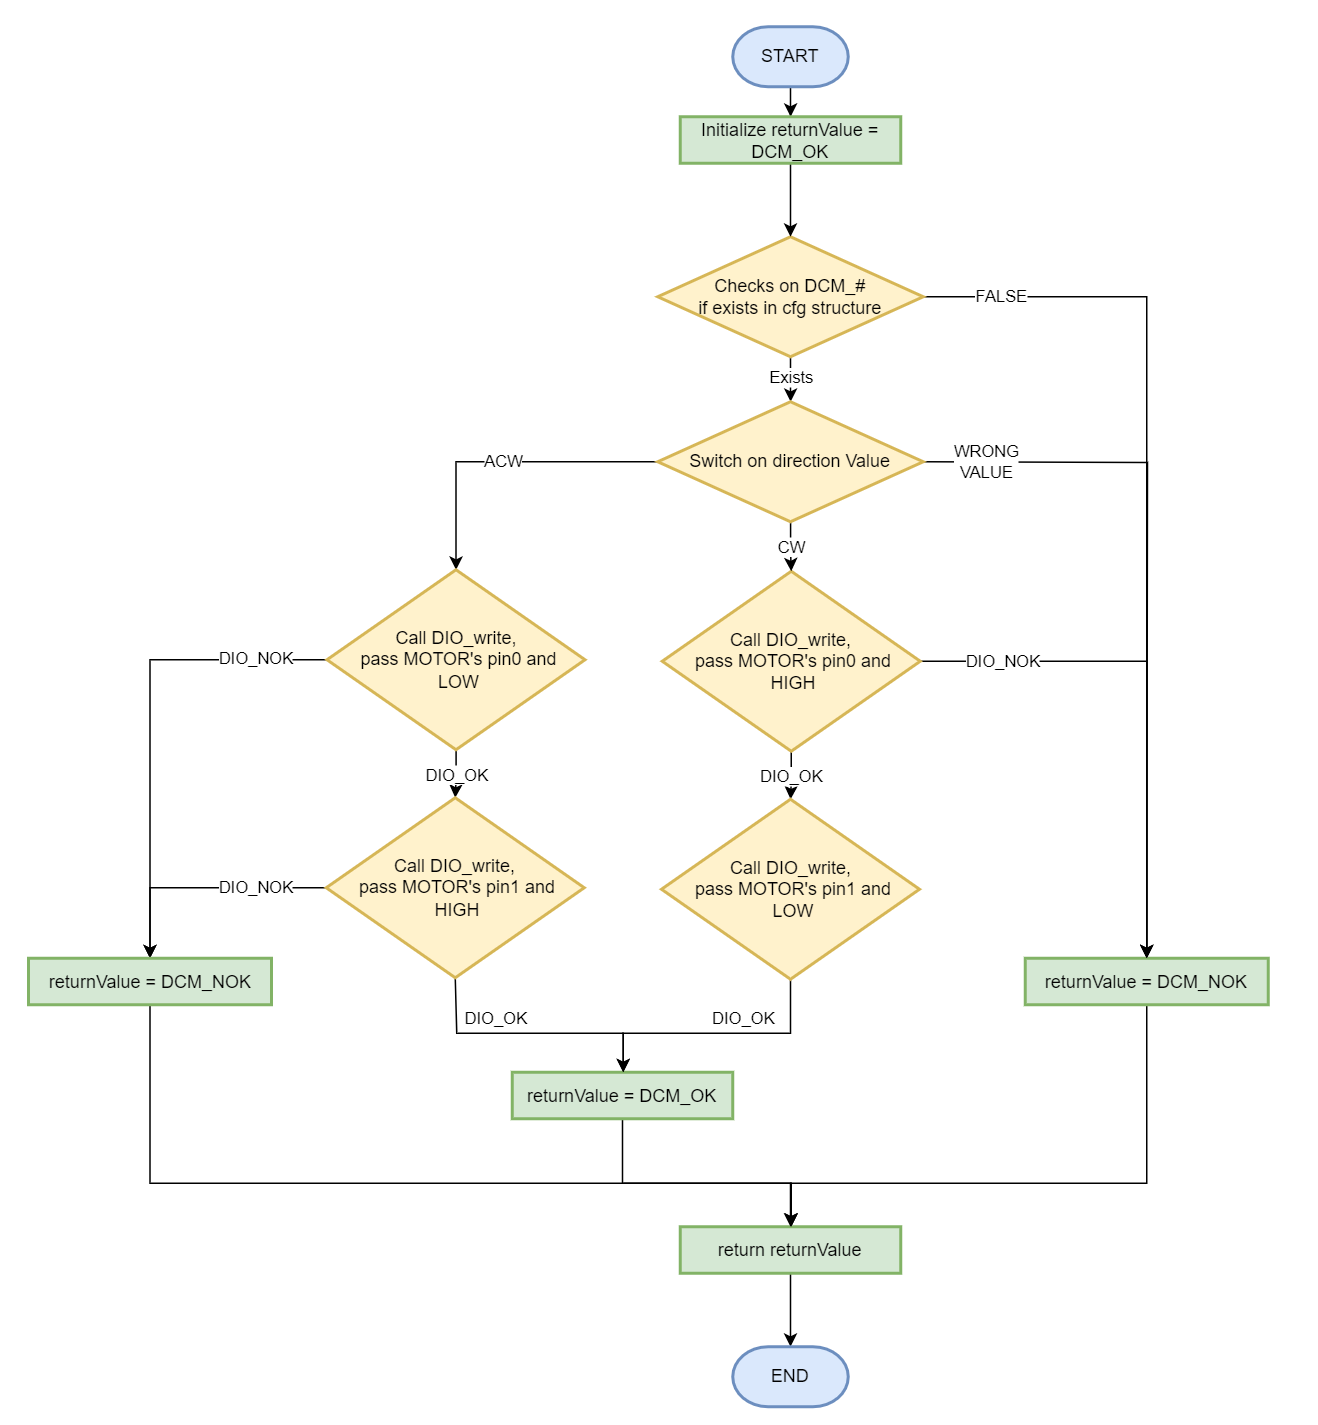 START
Initialize returnValue =
DCM_OK
Checks on DCM_#
if exists in cfg structure
FALSE
Exists
Switch on direction Value
ACW
WRONG
VALUE
CW
Call DIO_write,
pass MOTOR's pin0 and
LOW
DIO_NOK
Call DIO_write,
pass MOTOR's pin0 and
HIGH
DIO_NOK
DIO_OK
DIO_OK
Call DIO_write,
pass MOTOR's pin1 and
HIGH
DIO_NOK
Call DIO_write,
pass MOTOR's pin1 and
LOW
returnValue = DCM_NOK
returnValue = DCM_NOK
DIO_OK
DIO_OK
returnValue = DCM_OK
return returnValue
END